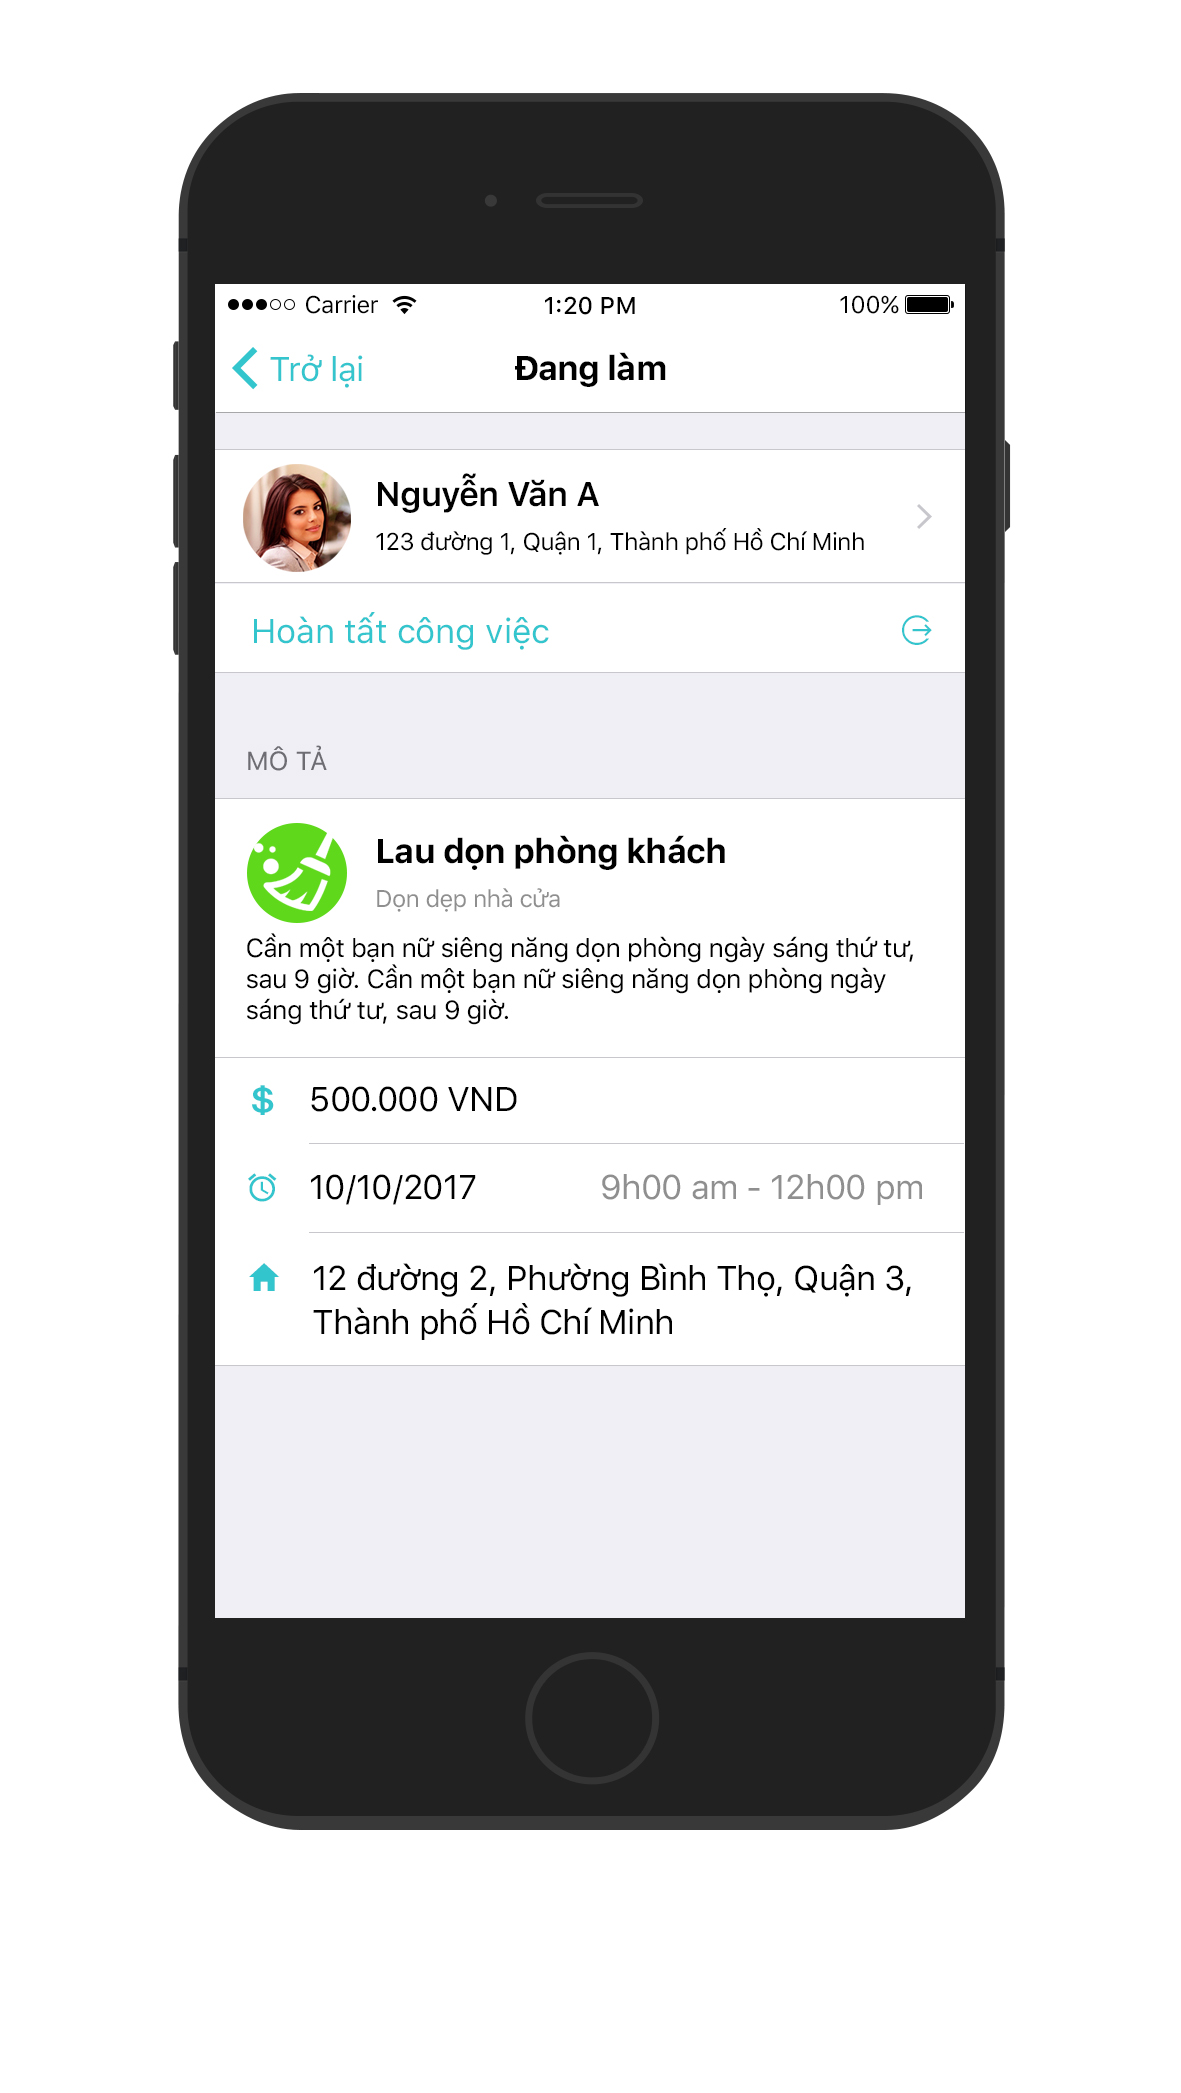 Carrier 1:20 PM 100%
Trở lại Đang làm
Nguyễn Văn A
123 đường 1, Quận 1, Thành phố Hồ Chí Minh
Hoàn tất công việc
MÔ TẢ
Lau dọn phòng khách
Dọn dẹp nhà cửa
Cần một bạn nữ siêng năng dọn phòng ngày sáng thứ tư,
sau 9 giờ. Cần một bạn nữ siêng năng dọn phòng ngày
sáng thứ tư, sau 9 giờ.
$ 500.000 VND
10/10/2017 9h00 am - 12h00 pm
12 đường 2, Phường Bình Thọ, Quận 3,
Thành phố Hồ Chí Minh